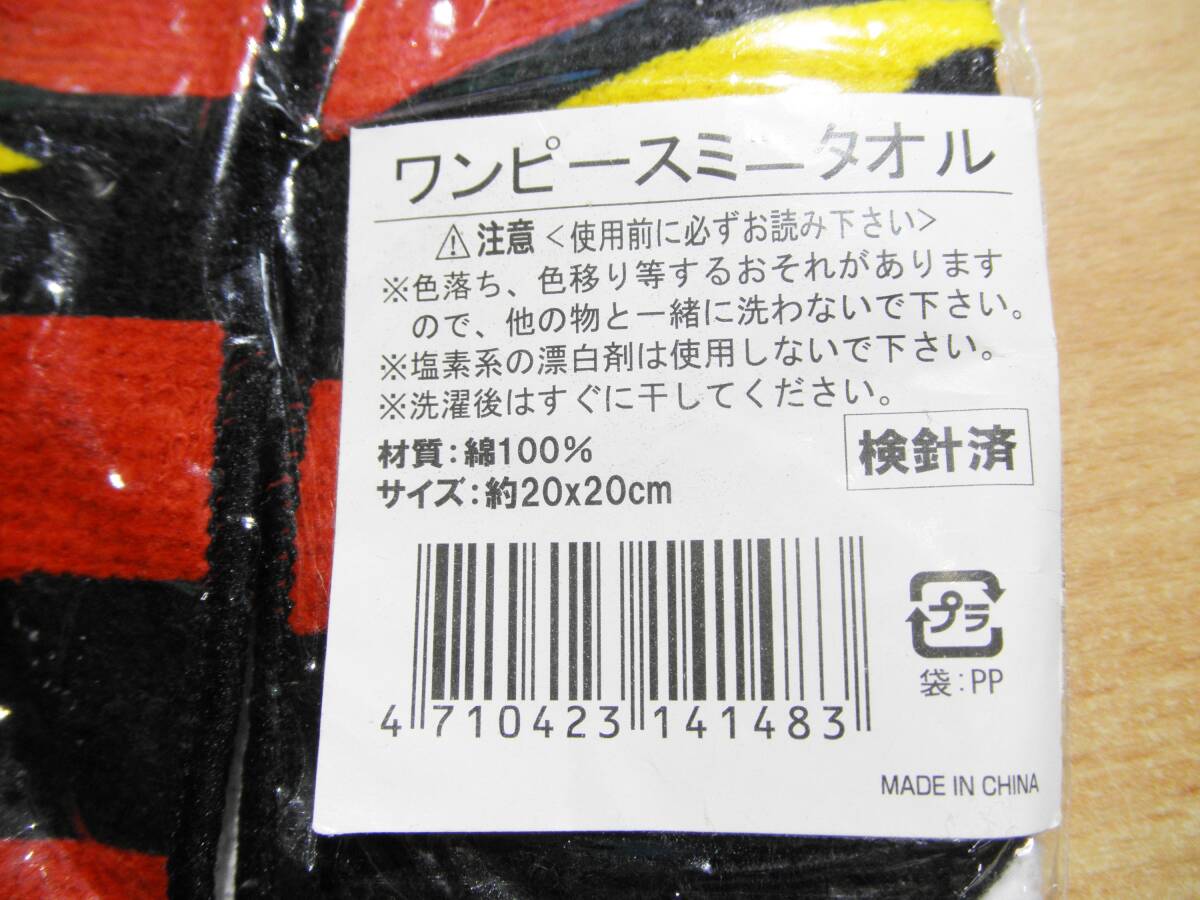 ワンピースミニタオル
⚠注意<使用前に必ずお読み下さい>
※色落ち、色移り等するおそれがあります
ので、他の物と一緒に洗わないで下さい。
※塩素系の漂白剤は使用しないで下さい。
※洗濯後はすぐに干してください。
材質:綿100%
サイズ:約20x20cm
検針済
4 710423 141483
プラ
袋:PP
MADE IN CHINA